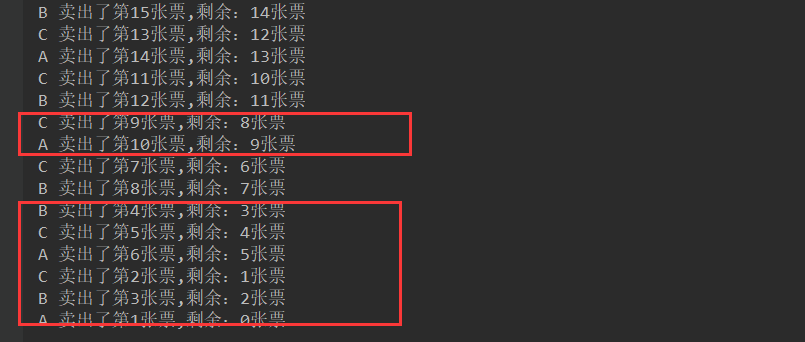 B 卖出了第15张票,剩余：14张票
C 卖出了第13张票,剩余：12张票
A 卖出了第14张票,剩余：13张票
C 卖出了第11张票,剩余：10张票
B 卖出了第12张票,剩余：11张票
C 卖出了第9张票,剩余：8张票
A 卖出了第10张票,剩余：9张票
C 卖出了第7张票,剩余：6张票
B 卖出了第8张票,剩余：7张票
B 卖出了第4张票,剩余：3张票
C 卖出了第5张票,剩余：4张票
A 卖出了第6张票,剩余：5张票
C 卖出了第2张票,剩余：1张票
B 卖出了第3张票,剩余：2张票
A 卖出了第1张票,剩余：0张票